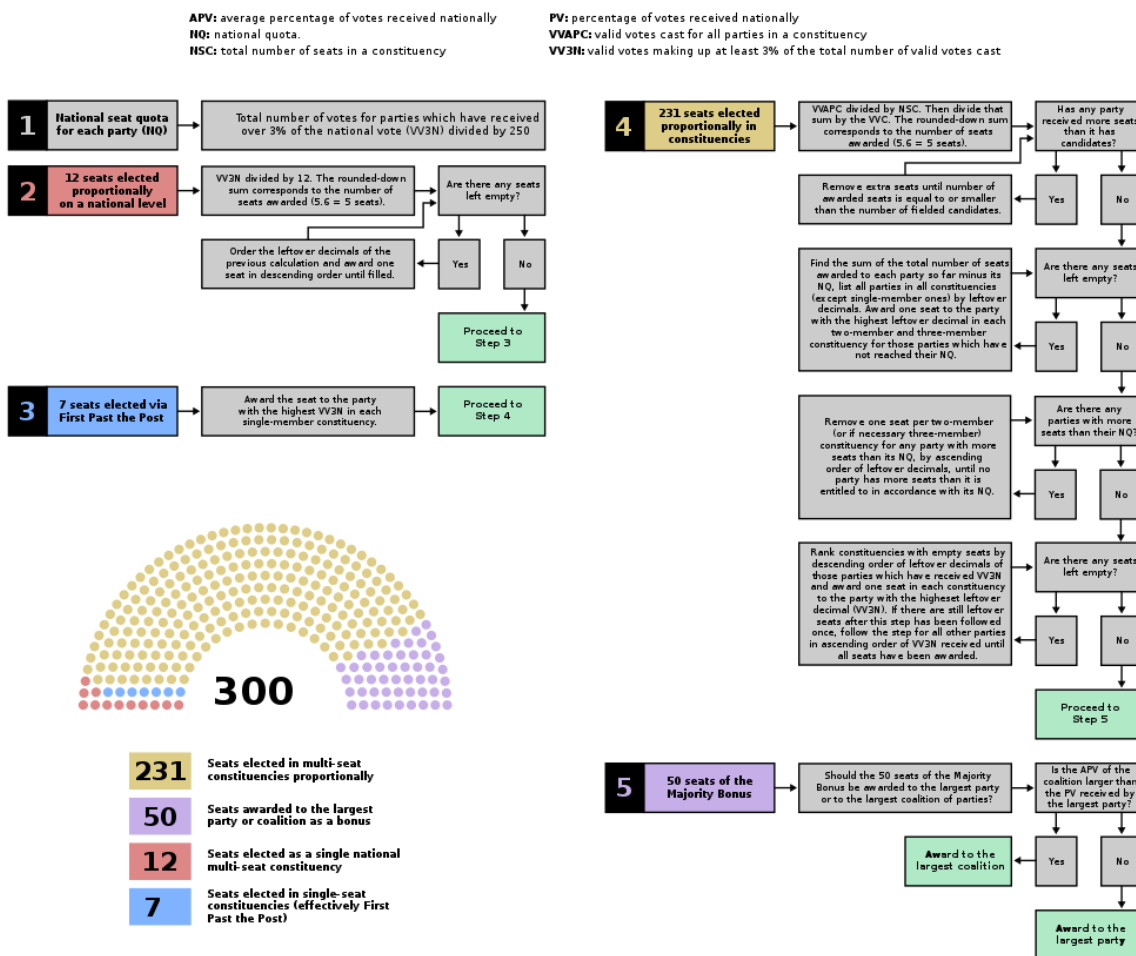 APV: average percentage of votes received nationally
NQ: national quota.
NSC: total number of seats in a constituency
PV: percentage of votes received nationally
VVAPC: valid votes cast for all parties in a constituency
VV3N: valid votes making up at least 3% of the total number of valid votes cast
1
National seat quota
for each party (NQ)
Total number of votes for parties which have received
over 3% of the national vote (VV3N) divided by 250
2
12 seats elected
proportionally
on a national level
VV3N divided by 12. The rounded-down
sum corresponds to the number of
seats awarded (5.6 = 5 seats).
Are there any seats
left empty?
Order the leftover decimals of the
previous calculation and award one
seat in descending order until filled.
Yes
No
Proceed to
Step 3
3
7 seats elected via
First Past the Post
Award the seat to the party
with the highest VV3N in each
single-member constituency.
Proceed to
Step 4
300
231
Seats elected in multi-seat
constituencies proportionally
50
Seats awarded to the largest
party or coalition as a bonus
12
Seats elected as a single national
multi-seat constituency
7
Seats elected in single-seat
constituencies (effectively First
Past the Post)
4
231 seats elected
proportionally in
constituencies
VVAPC divided by NSC. Then divide that
sum by the VVC. The rounded-down sum
corresponds to the number of seats
awarded (5.6 = 5 seats).
Has any party
received more seats
than it has
candidates?
Remove extra seats until number of
awarded seats is equal to or smaller
than the number of fielded candidates.
Yes
No
Find the sum of the total number of seats
awarded to each party so far minus its
NQ, list all parties in all constituencies
(except single-member ones) by leftover
decimals. Award one seat to the party
with the highest leftover decimal in each
two-member and three-member
constituency for those parties which have
not reached their NQ.
Are there any seats
left empty?
Yes
No
Remove one seat per two-member
(or if necessary three-member)
constituency for any party with more
seats than its NQ, by ascending
order of leftover decimals, until no
party has more seats than it is
entitled to in accordance with its NQ.
Are there any
parties with more
seats than their NQ?
Yes
No
Rank constituencies with empty seats by
descending order of leftover decimals of
those parties which have received VV3N
and award one seat in each constituency
to the party with the higheset leftover
decimal (VV3N). If there are still leftover
seats after this step has been followed
once, follow the step for all other parties
in ascending order of VV3N received until
all seats have been awarded.
Are there any seats
left empty?
Yes
No
Proceed to
Step 5
5
50 seats of the
Majority Bonus
Should the 50 seats of the Majority
Bonus be awarded to the largest party
or to the largest coalition of parties?
Is the APV of the
coalition larger than
the PV received by
the largest party?
Award to the
largest coalition
Yes
No
Award to the
largest party